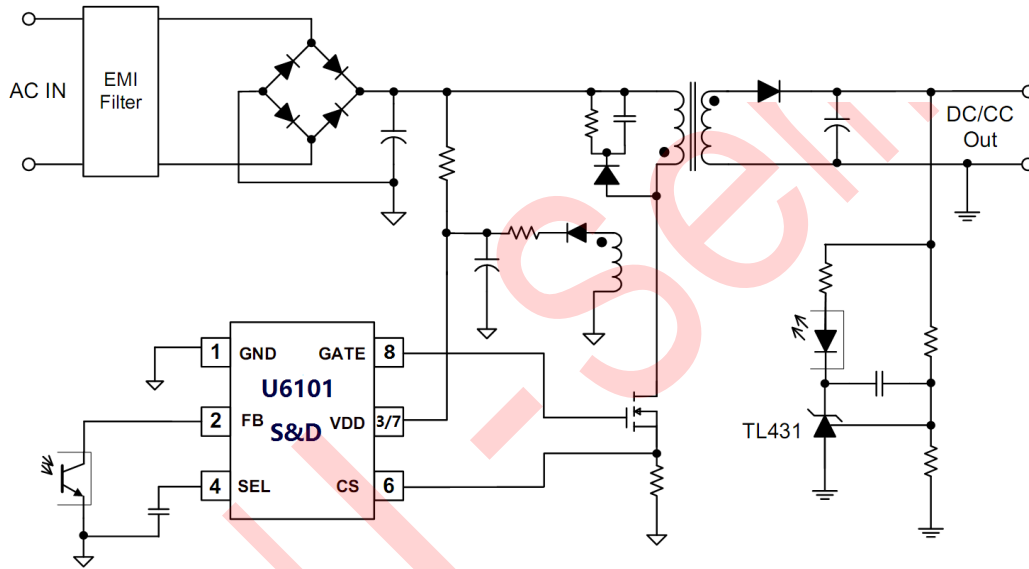 AC IN
EMI
Filter
DC/CC
Out
1
GND
GATE
8
U6101
2
FB
S&D
VDD
3/7
4
SEL
CS
6
TL431
U-Sem